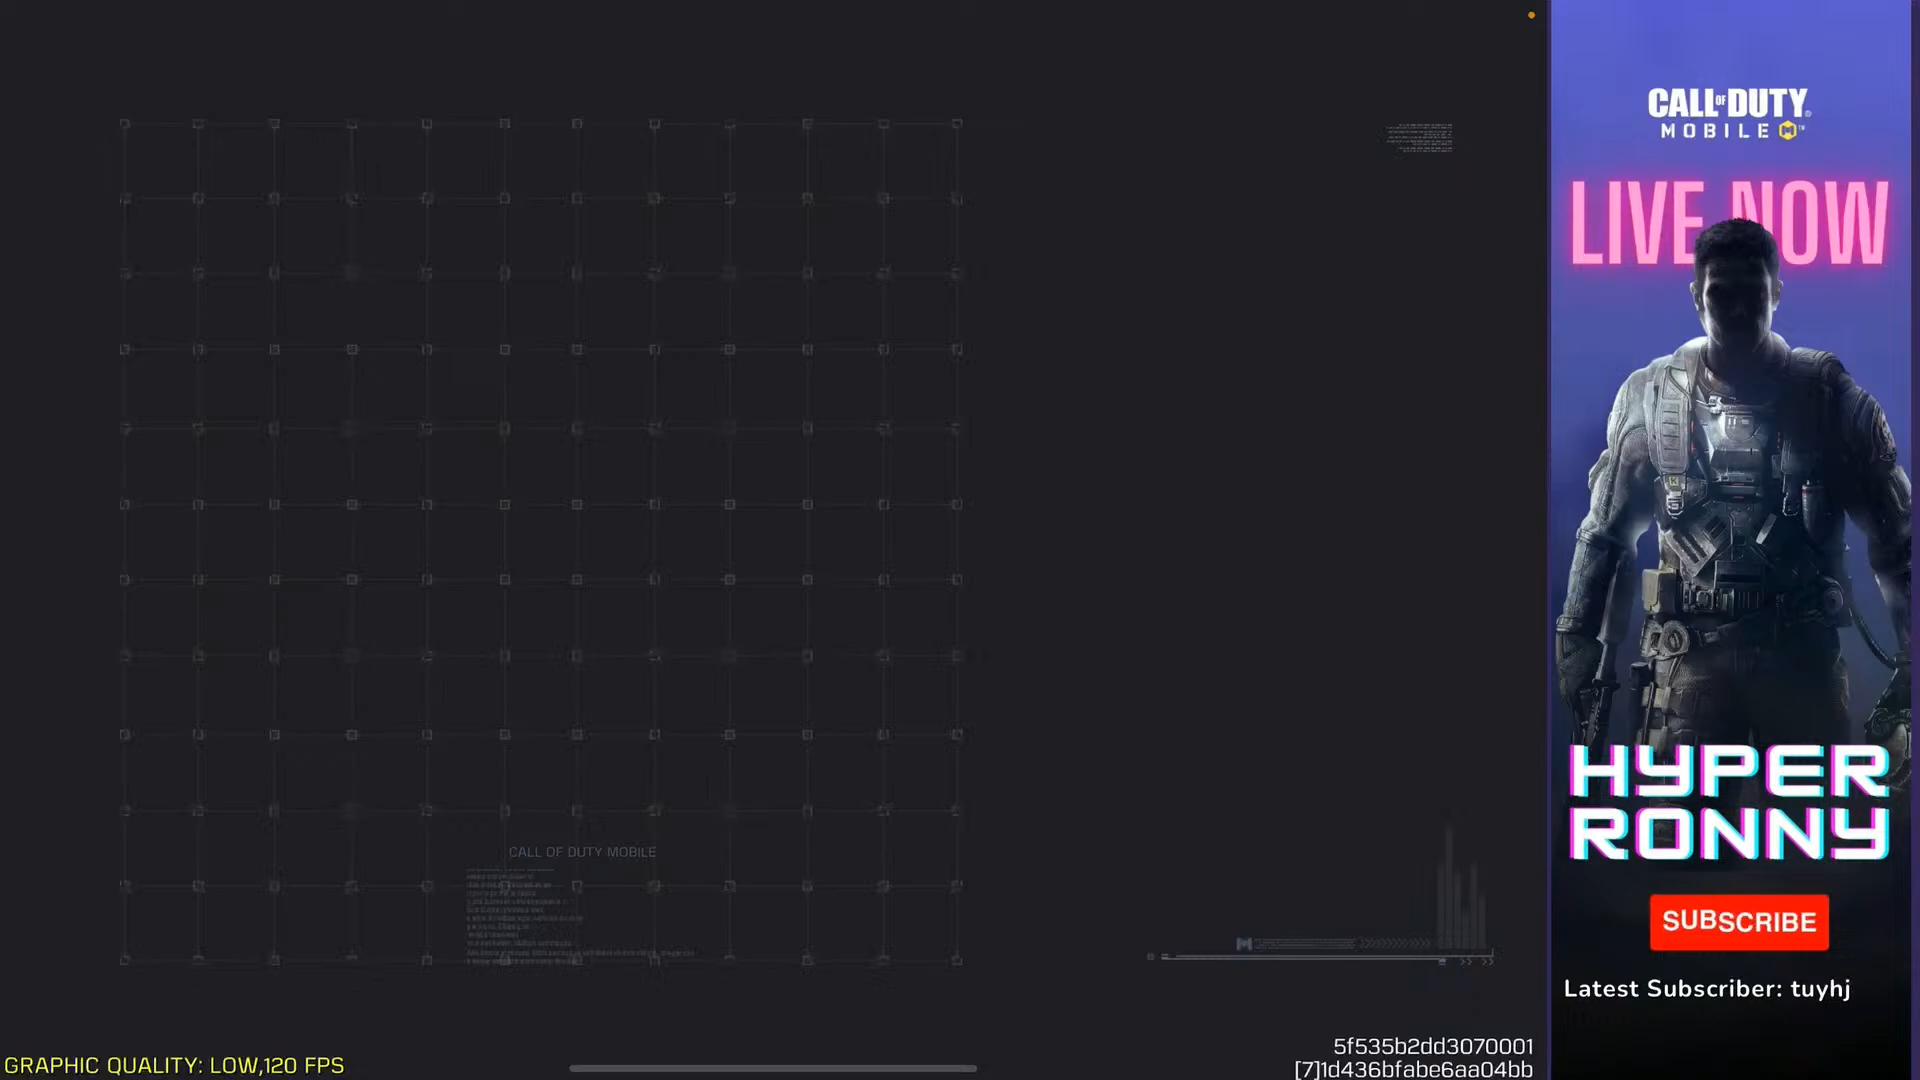 CALL OF DUTY MOBILE
GRAPHIC QUALITY: LOW,120 FPS
5f535b2dd3070001
[7]1d436bfabe6aa04bb
CALL OF DUTY®
MOBILE™
LIVE NOW
HYPER
RONNY
SUBSCRIBE
Latest Subscriber: tuyhj